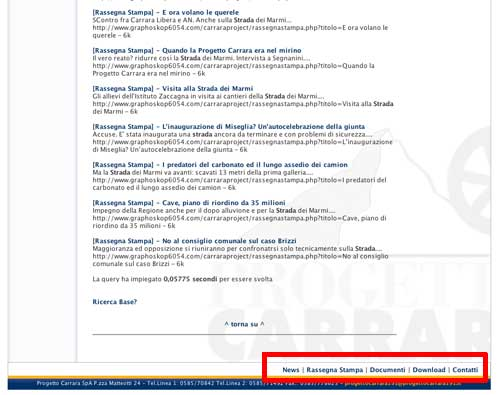 [Rassegna Stampa] - E ora volano le querele
SContro fra Carrara Libera e AN. Anche sulla Strada dei Marmi....
http://www.graphoskop6054.com/carraraproject/rassegnastampa.php?titolo=E ora volano le
querele - 6k
[Rassegna Stampa] - Quando la Progetto Carrara era nel mirino
Il vero reato? ridurre così la Strada dei Marmi. Intervista a Segnanini....
http://www.graphoskop6054.com/carraraproject/rassegnastampa.php?titolo=Quando la
Progetto Carrara era nel mirino - 6k
[Rassegna Stampa] - Visita alla Strada dei Marmi
Gli allievi dell'Istituto Zaccagna in visita ai cantieri della Strada dei Marmi....
http://www.graphoskop6054.com/carraraproject/rassegnastampa.php?titolo=Visita alla Strada
dei Marmi - 6k
[Rassegna Stampa] - L'inaugurazione di Miseglia? Un'autocelebrazione della giunta
Accuse. E' stata inaugurata una strada ancora da terminare e con problemi di sicurezza....
http://www.graphoskop6054.com/carraraproject/rassegnastampa.php?titolo=L'inaugurazione
di Miseglia? Un'autocelebrazione della giunta - 6k
[Rassegna Stampa] - I predatori del carbonato ed il lungo assedio dei camion
Ma la Strada dei Marmi va avanti: scavati 13 metri della prima galleria....
http://www.graphoskop6054.com/carraraproject/rassegnastampa.php?titolo=I predatori del
carbonato ed il lungo assedio dei camion - 6k
[Rassegna Stampa] - Cave, piano di riordino da 35 milioni
Impegno della Regione anche per il dopo alluvione e per la Strada dei Marmi....
http://www.graphoskop6054.com/carraraproject/rassegnastampa.php?titolo=Cave, piano di
riordino da 35 milioni - 6k
[Rassegna Stampa] - No al consiglio comunale sul caso Brizzi
Maggioranza ed opposizione si riuniranno per confrontarsi solo tecnicamente sulla Strada....
http://www.graphoskop6054.com/carraraproject/rassegnastampa.php?titolo=No al consiglio
comunale sul caso Brizzi - 6k
La query ha impiegato 0,05775 secondi per essere svolta
Ricerca Base?
^ torna su ^
PROGETT
CARRAR
News | Rassegna Stampa | Documenti | Download | Contatti
Progetto Carrara SpA P.zza Matteotti 24 - Tel.Linea 1: 0585/70842 Tel.Linea 2: